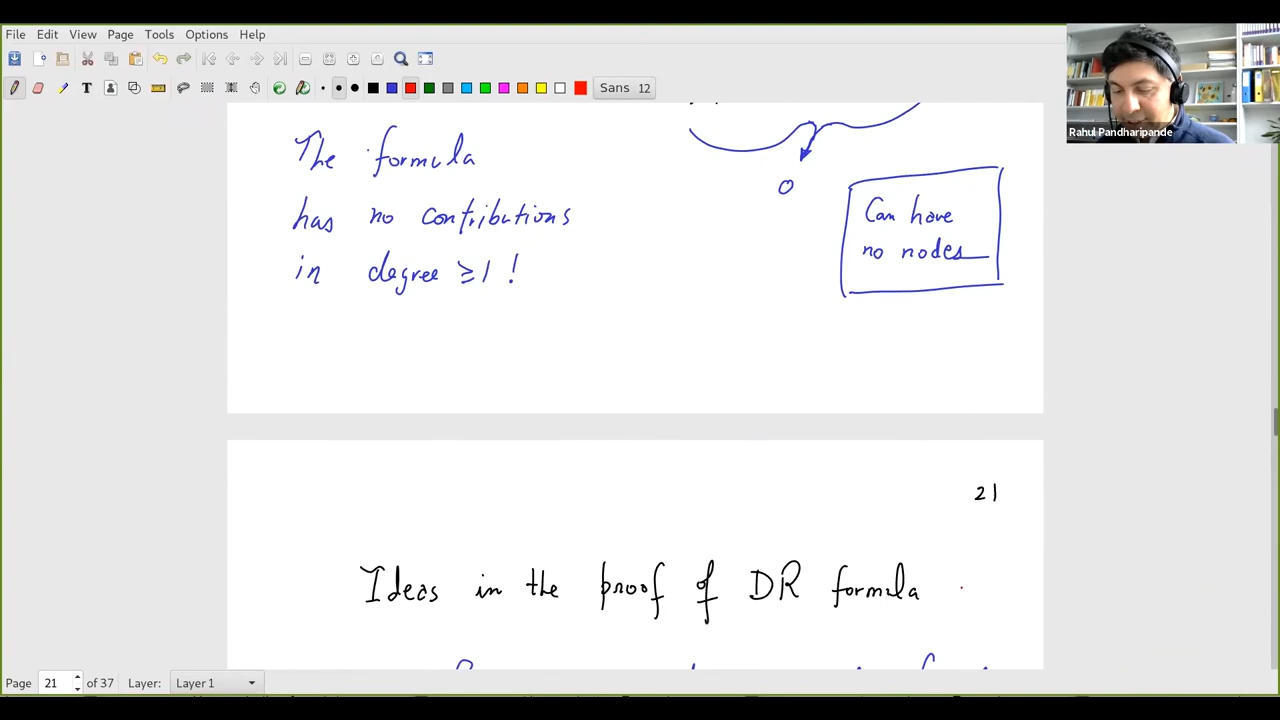 File Edit View Page Tools Options Help
Sans 12
Rahul Pandharipande
The formula
has no contributions
in degree ≥1 !
0
Can have
no nodes
21
Ideas in the proof of DR formula
Page 21 of 37 Layer: Layer 1